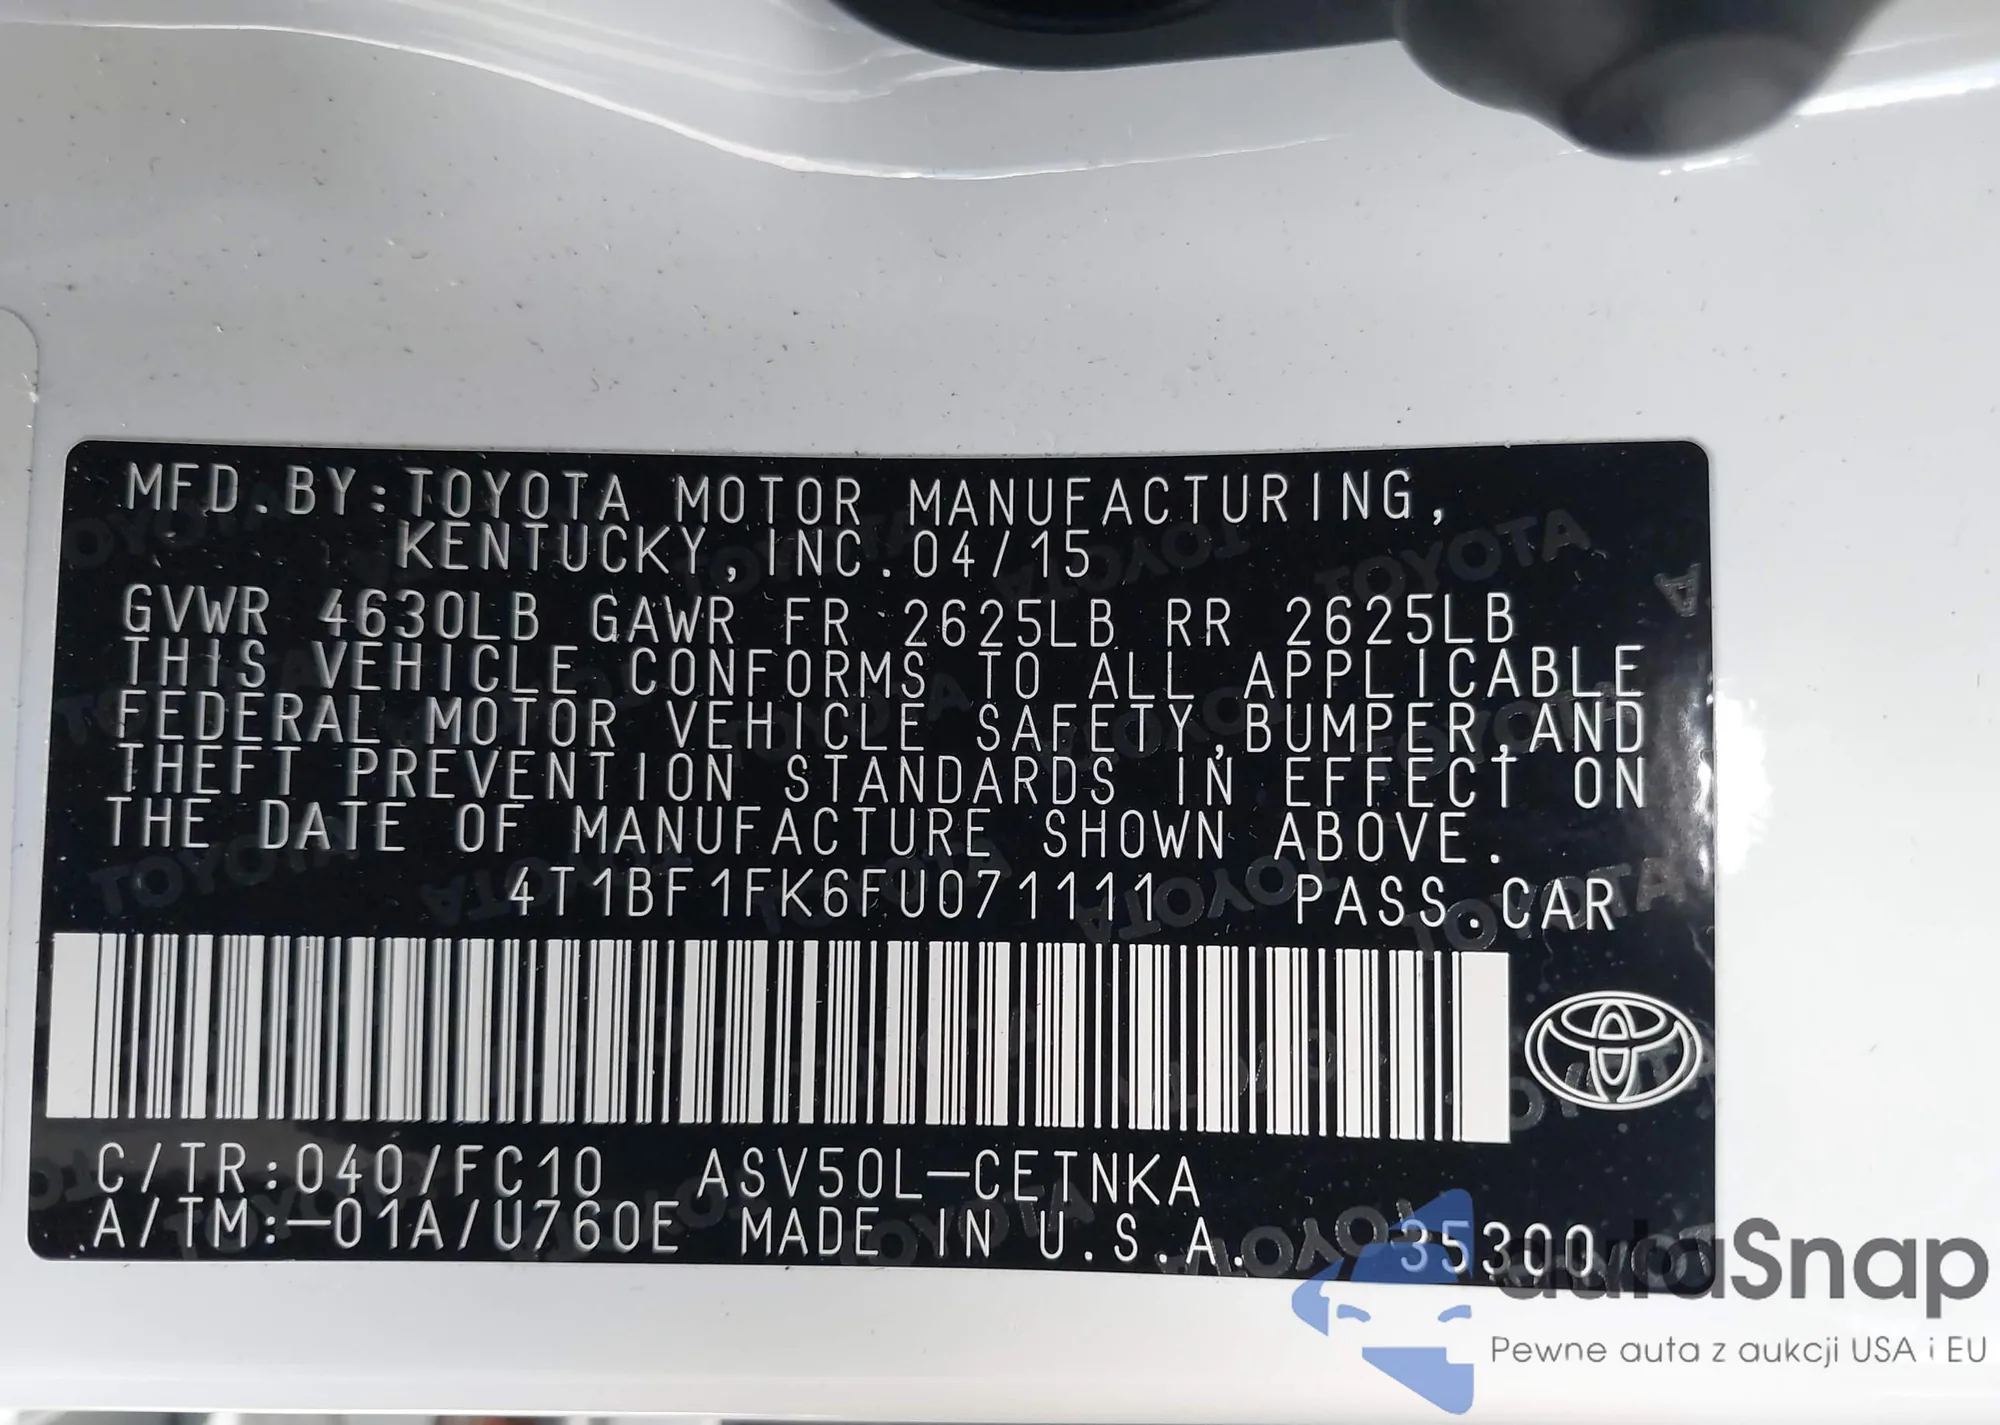 MFD.BY:TOYOTA MOTOR MANUFACTURING,
KENTUCKY, INC.04/15
GVWR 4630LB GAWR FR 2625LB RR 2625LB
THIS VEHICLE CONFORMS TO ALL APPLICABLE
FEDERAL MOTOR VEHICLE SAFETY,BUMPER,AND
THEFT PREVENTION STANDARDS IN EFFECT ON
THE DATE OF MANUFACTURE SHOWN ABOVE.
4T1BF1FK6FU071111 PASS.CAR
C/TR:040/FC10 ASV50L-CETNKA
A/TM:-01A/U760E MADE IN U.S.A. 35300
autaSnap
Pewne auta z aukcji USA i EU